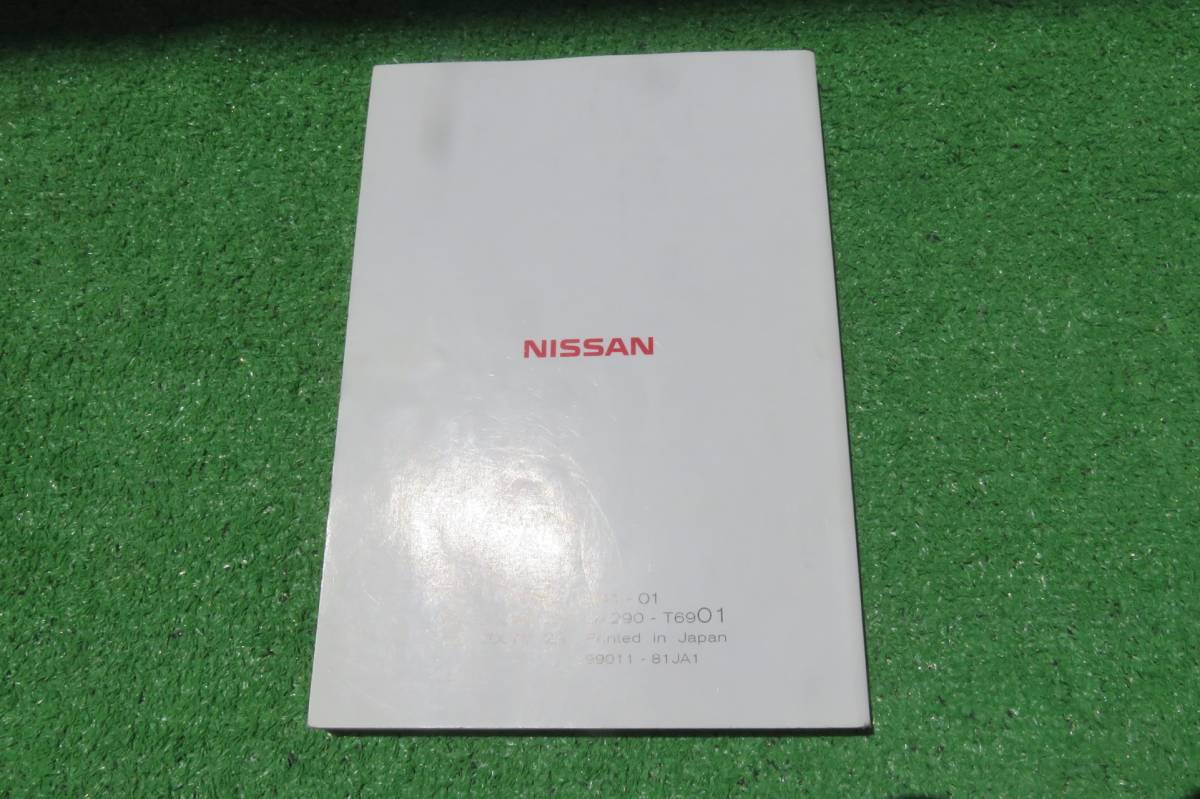 NISSAN
- 01
290 - T6901
Printed in Japan
99011 - 81JA1